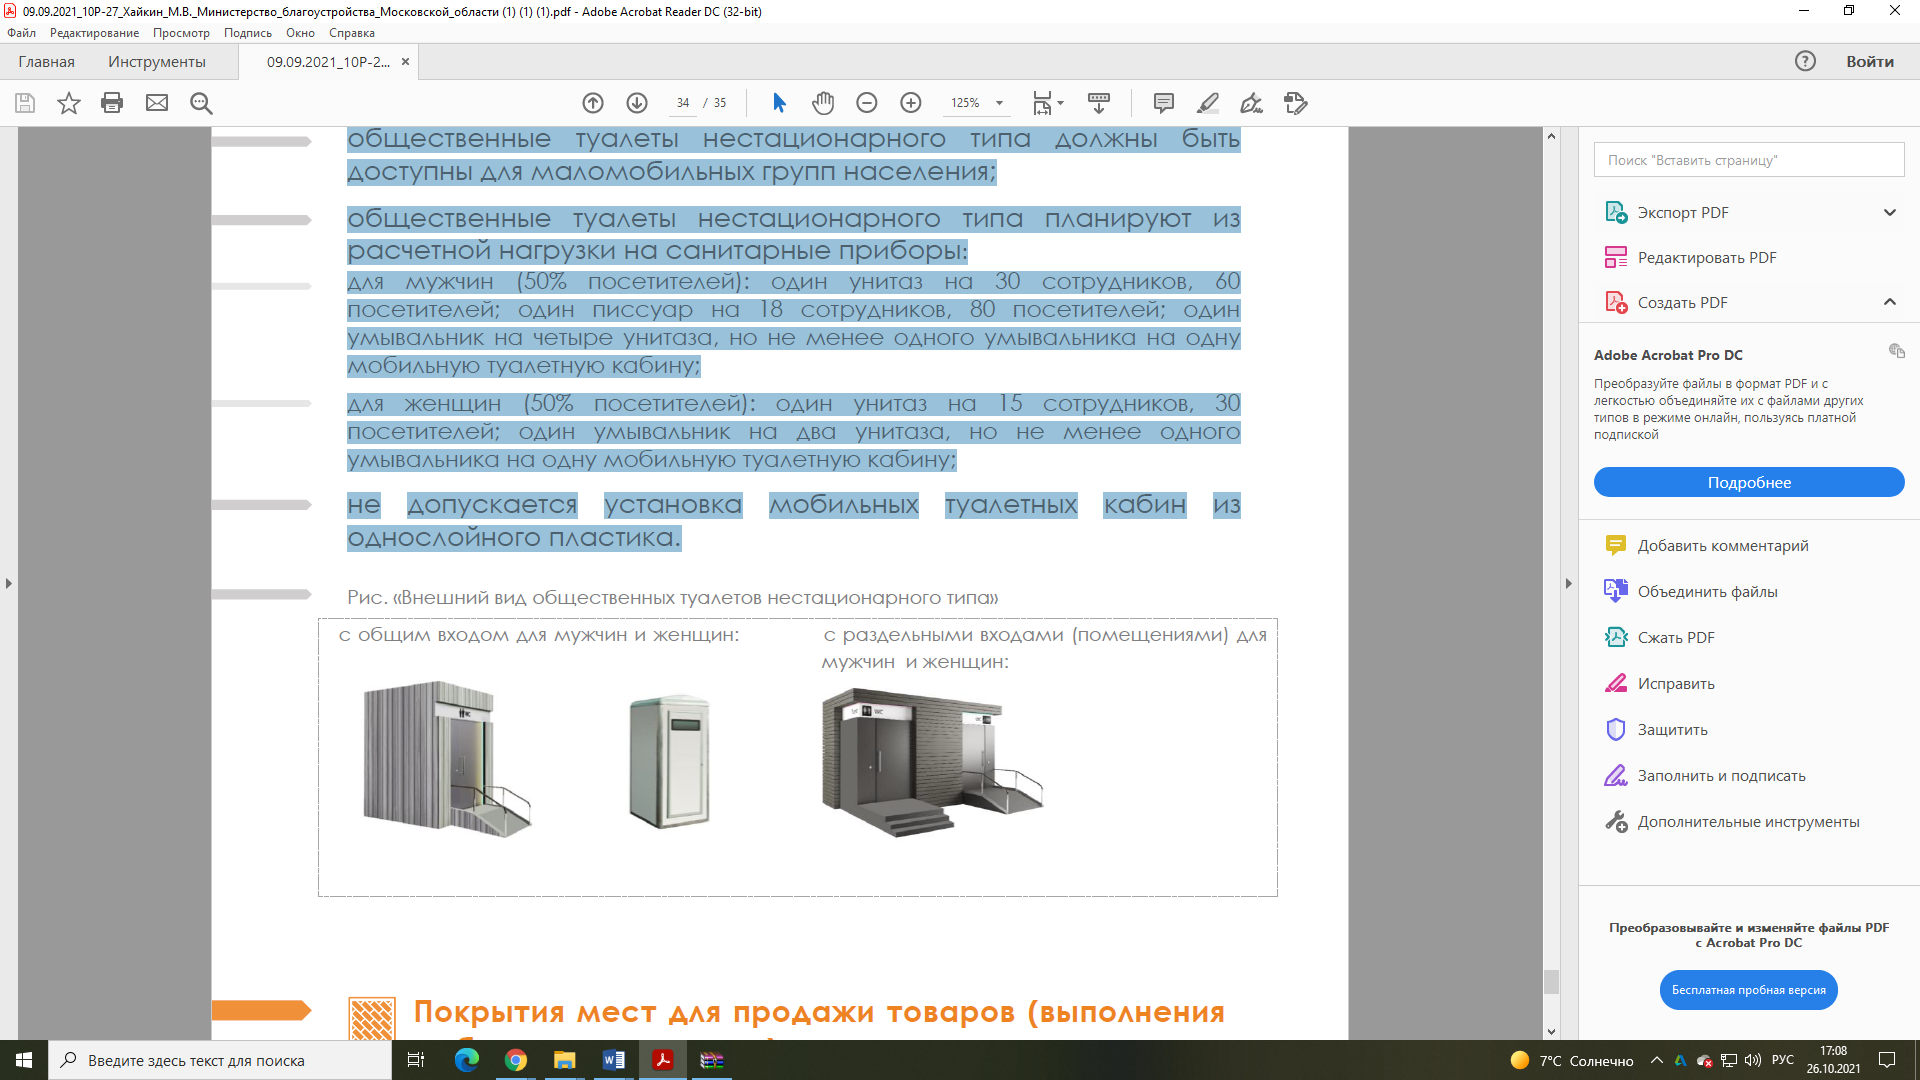 09.09.2021_10Р-27_Хайкин_М.В._Министерство_благоустройства_Московской_области (1) (1) (1).pdf - Adobe Acrobat Reader DC (32-bit)
Файл Редактирование Просмотр Подпись Окно Справка
Главная Инструменты 09.09.2021_10Р-2... × Войти
34 / 35 125%
общественные туалеты нестационарного типа должны быть
доступны для маломобильных групп населения;
общественные туалеты нестационарного типа планируют из
расчетной нагрузки на санитарные приборы:
для мужчин (50% посетителей): один унитаз на 30 сотрудников, 60
посетителей; один писсуар на 18 сотрудников, 80 посетителей; один
умывальник на четыре унитаза, но не менее одного умывальника на одну
мобильную туалетную кабину;
для женщин (50% посетителей): один унитаз на 15 сотрудников, 30
посетителей; один умывальник на два унитаза, но не менее одного
умывальника на одну мобильную туалетную кабину;
не допускается установка мобильных туалетных кабин из
однослойного пластика.
Рис. «Внешний вид общественных туалетов нестационарного типа»
с общим входом для мужчин и женщин:
с раздельными входами (помещениями) для
мужчин и женщин:
WC
WC
WC
Покрытия мест для продажи товаров (выполнения
Поиск "Вставить страницу"
Экспорт PDF
Редактировать PDF
Создать PDF
Adobe Acrobat Pro DC
Преобразуйте файлы в формат PDF и с
легкостью объединяйте их с файлами других
типов в режиме онлайн, пользуясь платной
подпиской
Подробнее
Добавить комментарий
Объединить файлы
Сжать PDF
Исправить
Защитить
Заполнить и подписать
Дополнительные инструменты
Преобразовывайте и изменяйте файлы PDF
с Acrobat Pro DC
Бесплатная пробная версия
Введите здесь текст для поиска
7°C Солнечно
РУС
17:08
26.10.2021